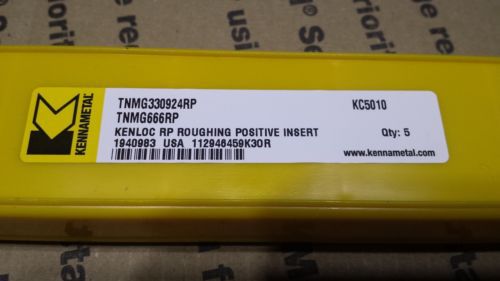 KENNAMETAL
TNMG330924RP
KC5010
TNMG666RP
KENLOC RP ROUGHING POSITIVE INSERT
Qty: 5
1940983 USA 112946459K30R
www.kennametal.com